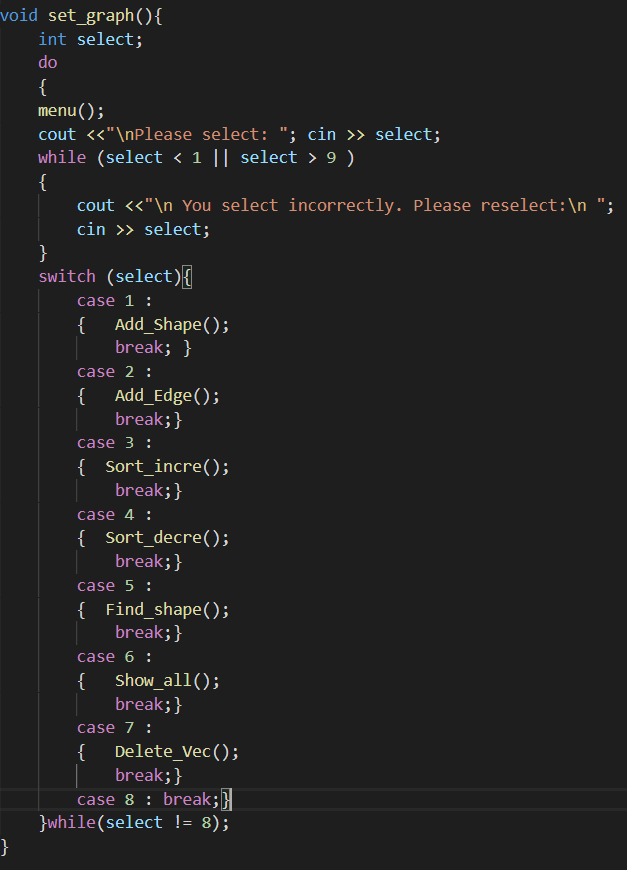 void set_graph(){
    int select;
    do
    {
    menu();
    cout <<"\nPlease select: "; cin >> select;
    while (select < 1 || select > 9 )
    {
        cout <<"\n You select incorrectly. Please reselect:\n ";
        cin >> select;
    }
    switch (select){
        case 1 :
        {   Add_Shape();
            break; }
        case 2 :
        {   Add_Edge();
            break;}
        case 3 :
        {  Sort_incre();
            break;}
        case 4 :
        {  Sort_decre();
            break;}
        case 5 :
        {  Find_shape();
            break;}
        case 6 :
        {   Show_all();
            break;}
        case 7 :
        {   Delete_Vec();
            break;}
        case 8 : break;}
    }while(select != 8);
}